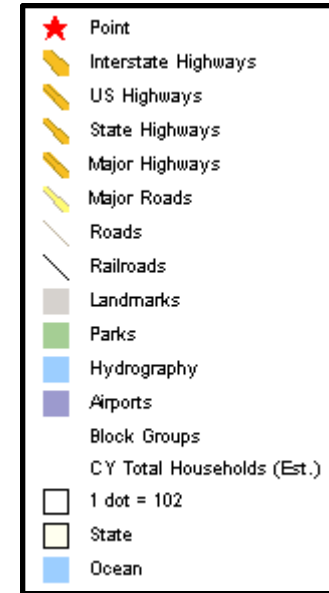 Point
Interstate Highways
US Highways
State Highways
Major Highways
Major Roads
Roads
Railroads
Landmarks
Parks
Hydrography
Airports
Block Groups
CY Total Households (Est.)
1 dot = 102
State
Ocean